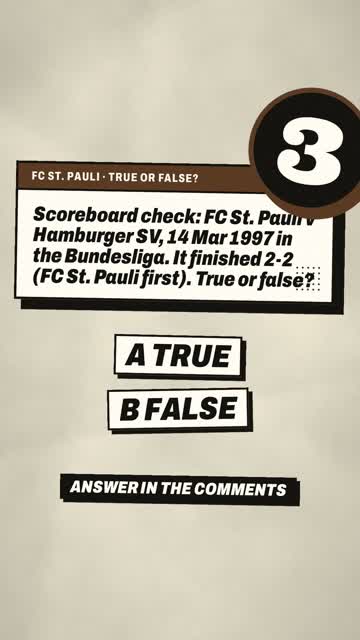 3
FC ST. PAULI · TRUE OR FALSE?
Scoreboard check: FC St. Pauli v
Hamburger SV, 14 Mar 1997 in
the Bundesliga. It finished 2-2
(FC St. Pauli first). True or false?
A TRUE
B FALSE
ANSWER IN THE COMMENTS